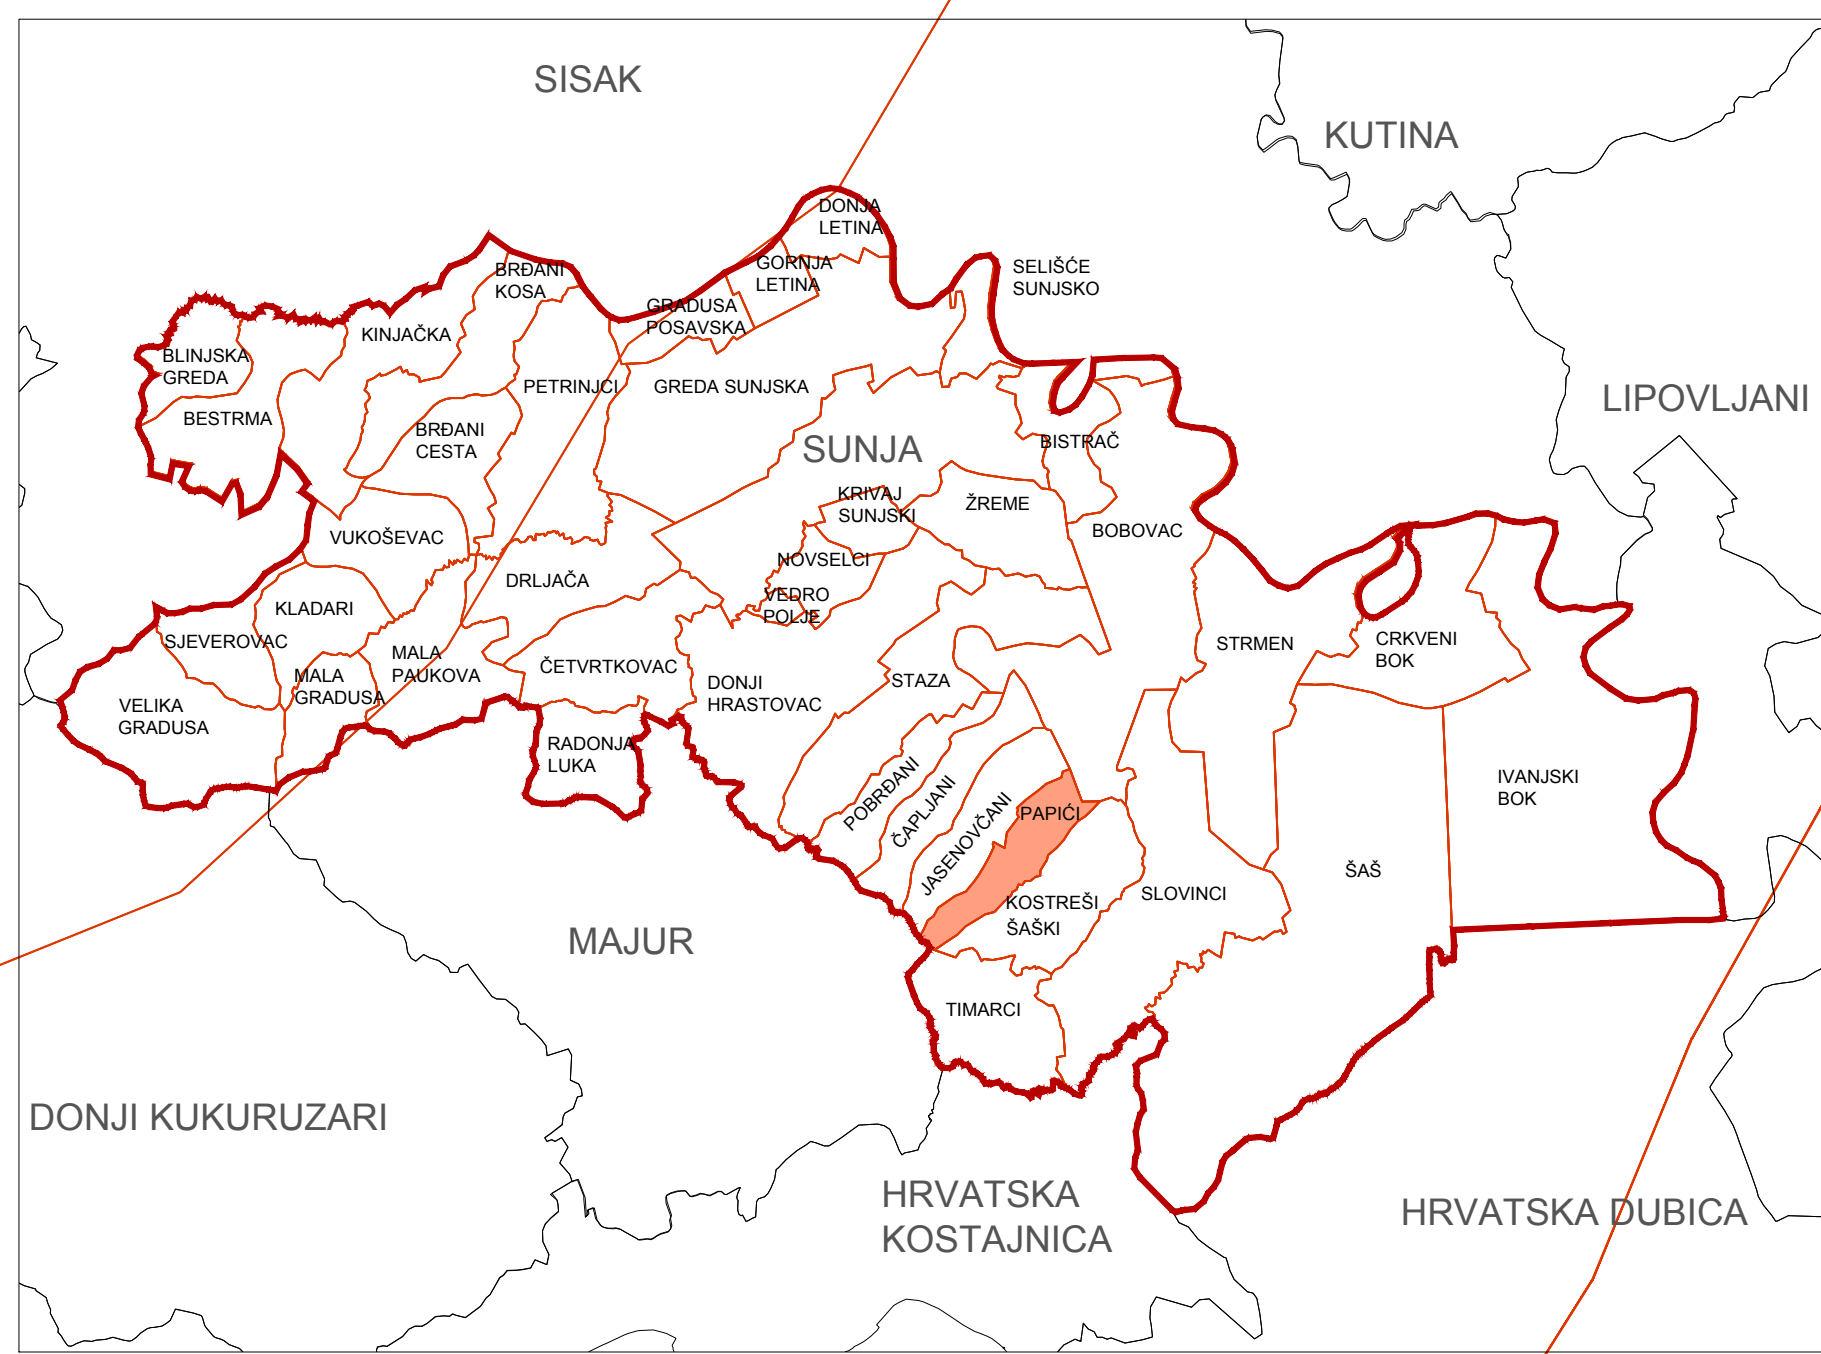 SISAK
KUTINA
DONJA
LETINA
GORNJA
LETINA
SELIŠĆE
SUNJSKO
BRĐANI
KOSA
GRADUSA
POSAVSKA
KINJAČKA
BLINJSKA
GREDA
PETRINJCI
GREDA SUNJSKA
LIPOVLJANI
BESTRMA
BRĐANI
CESTA
SUNJA
BISTRAČ
KRIVAJ
SUNJSKI
ŽREME
BOBOVAC
VUKOŠEVAC
NOVSELCI
DRLJAČA
VEDRO
POLJE
KLADARI
SJEVEROVAC
STRMEN
CRKVENI
BOK
MALA
PAUKOVA
ČETVRTKOVAC
MALA
GRADUSA
DONJI
HRASTOVAC
STAZA
VELIKA
GRADUSA
RADONJA
LUKA
IVANJSKI
BOK
POBRĐANI
ČAPLJANI
JASENOVČANI
PAPIĆI
ŠAŠ
SLOVINCI
KOSTREŠI
ŠAŠKI
MAJUR
TIMARCI
DONJI KUKURUZARI
HRVATSKA
KOSTAJNICA
HRVATSKA DUBICA